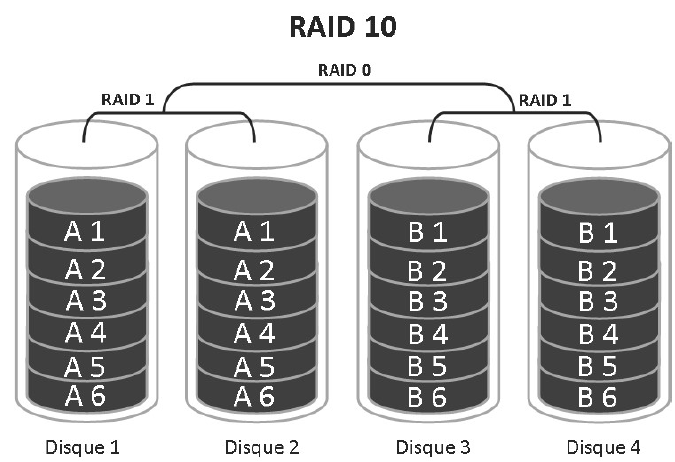 RAID 10
RAID 0
RAID 1
RAID 1
A 1
A 2
A 3
A 4
A 5
A 6
A 1
A 2
A 3
A 4
A 5
A 6
B 1
B 2
B 3
B 4
B 5
B 6
B 1
B 2
B 3
B 4
B 5
B 6
Disque 1
Disque 2
Disque 3
Disque 4